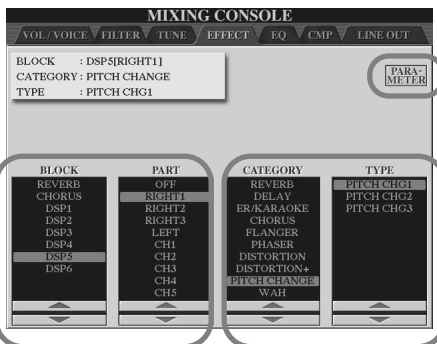 MIXING CONSOLE
VOL / VOICE FILTER TUNE EFFECT EQ CMP LINE OUT
BLOCK : DSP5[RIGHT1]
CATEGORY : PITCH CHANGE
TYPE : PITCH CHG1
PARA-
METER
BLOCK
REVERB
CHORUS
DSP1
DSP2
DSP3
DSP4
DSP5
DSP6
PART
OFF
RIGHT1
RIGHT2
RIGHT3
LEFT
CH1
CH2
CH3
CH4
CH5
CATEGORY
REVERB
DELAY
ER/KARAOKE
CHORUS
FLANGER
PHASER
DISTORTION
DISTORTION+
PITCH CHANGE
WAH
TYPE
PITCH CHG1
PITCH CHG2
PITCH CHG3